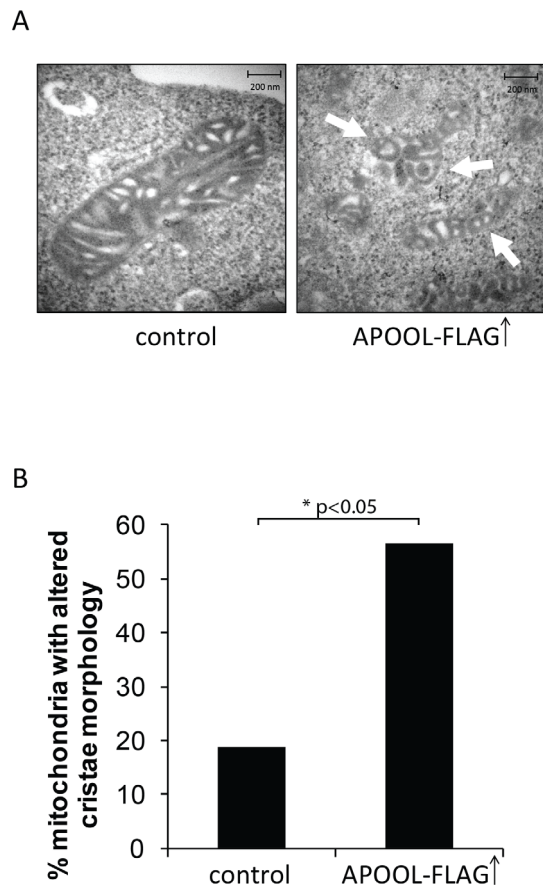 A
200 nm
200 nm
control
APOOL-FLAG↑
B
* p<0.05
60
50
40
30
20
10
0
% mitochondria with altered
cristae morphology
control
APOOL-FLAG↑